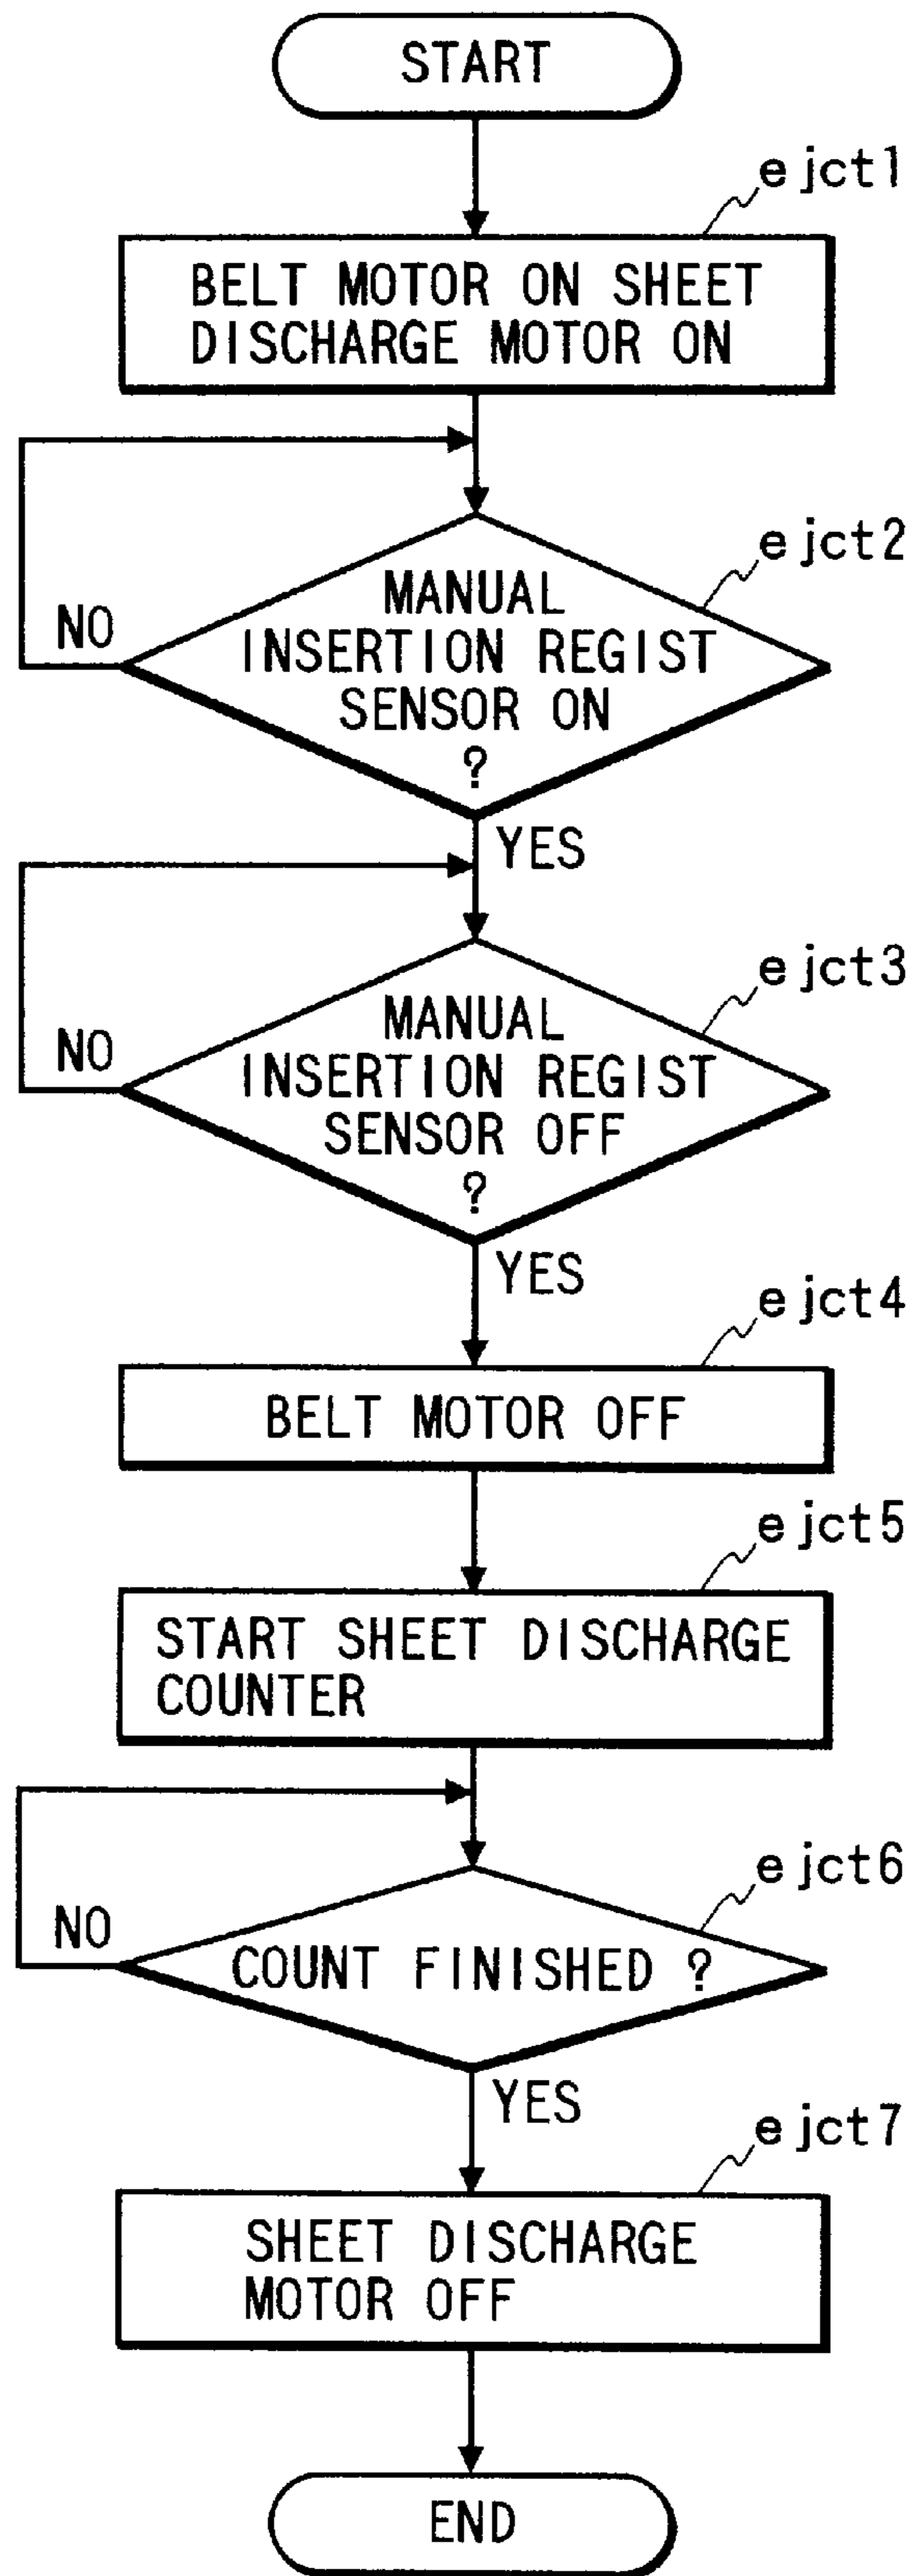 START
ejct1
BELT MOTOR ON SHEET
DISCHARGE MOTOR ON
ejct2
MANUAL
INSERTION REGIST
SENSOR ON
?
NO
YES
ejct3
MANUAL
INSERTION REGIST
SENSOR OFF
?
NO
YES
ejct4
BELT MOTOR OFF
ejct5
START SHEET DISCHARGE
COUNTER
ejct6
COUNT FINISHED ?
NO
YES
ejct7
SHEET DISCHARGE
MOTOR OFF
END